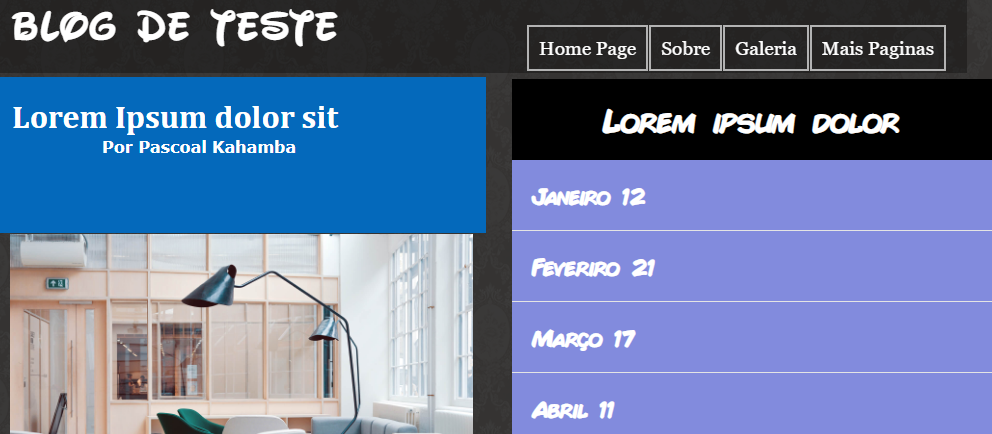 BLOG DE TESTE
Home Page Sobre Galeria Mais Paginas
Lorem Ipsum dolor sit
Por Pascoal Kahamba
Lorem ipsum dolor
Janeiro 12
Feveriro 21
Março 17
Abril 11